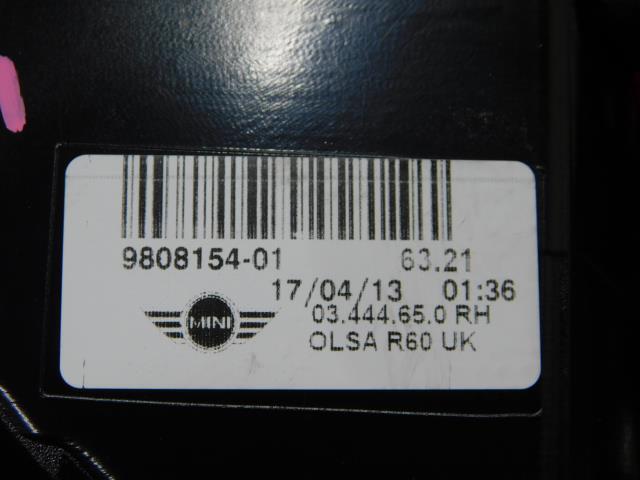 9808154-01 63.21
17/04/13 01:36
MINI
03.444.65.0 RH
OLSA R60 UK